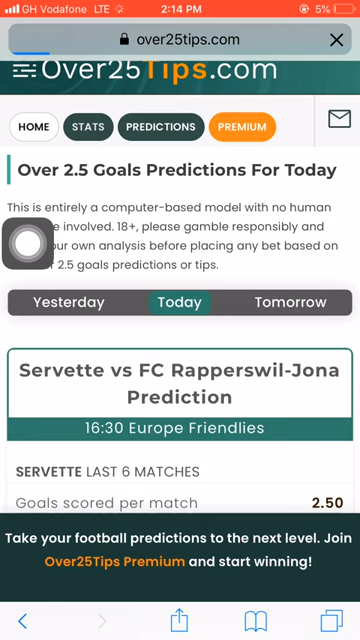 GH Vodafone LTE 2:14 PM 5%
over25tips.com
Over25Tips.com
HOME STATS PREDICTIONS PREMIUM
Over 2.5 Goals Predictions For Today
This is entirely a computer-based model with no human
involved. 18+, please gamble responsibly and
own analysis before placing any bet based on
2.5 goals predictions or tips.
Yesterday Today Tomorrow
Servette vs FC Rapperswil-Jona
Prediction
16:30 Europe Friendlies
SERVETTE LAST 6 MATCHES
Goals scored per match 2.50
Take your football predictions to the next level. Join
Over25Tips Premium and start winning!